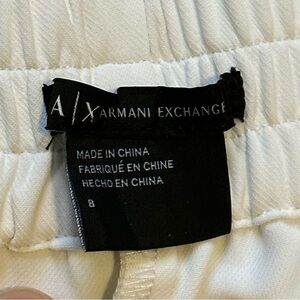 A/X ARMANI EXCHANGE
MADE IN CHINA
FABRIQUÉ EN CHINE
HECHO EN CHINA
8